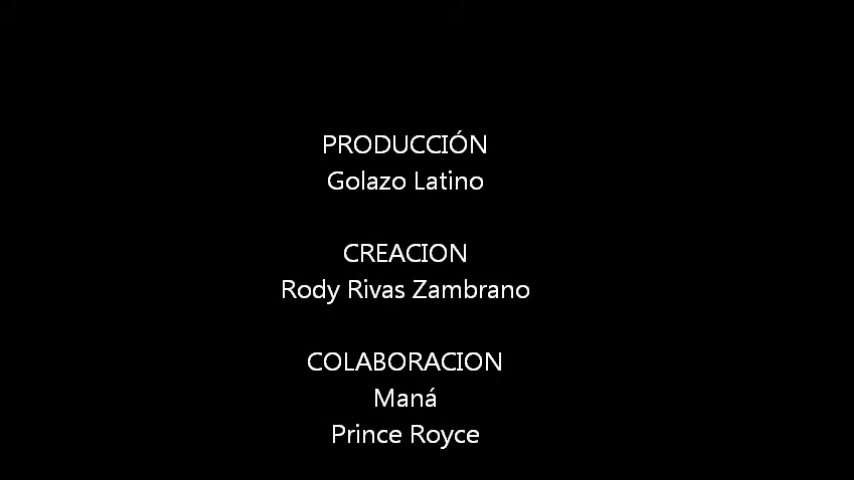 PRODUCCIÓN
Golazo Latino
CREACION
Rody Rivas Zambrano
COLABORACION
Maná
Prince Royce